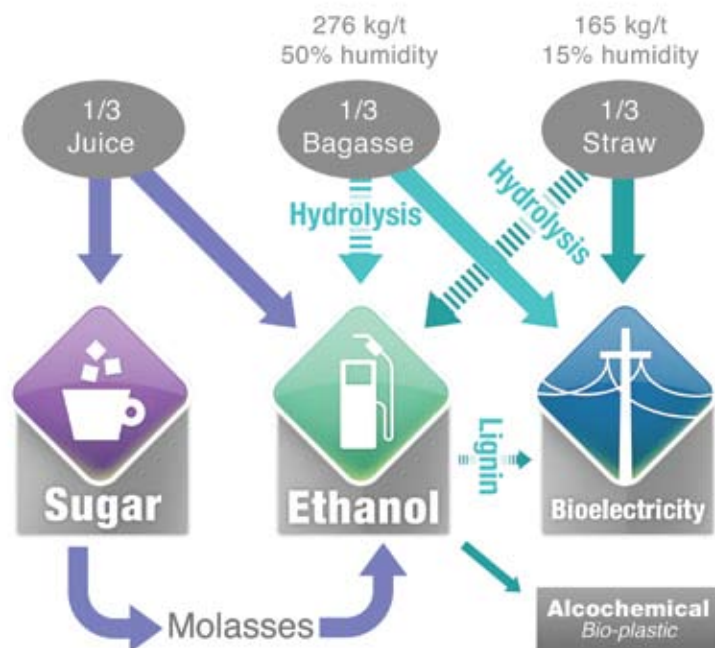 276 kg/t
50% humidity
165 kg/t
15% humidity
1/3
Juice
1/3
Bagasse
1/3
Straw
Hydrolysis
Hydrolysis
Sugar
Ethanol
Lignin
Bioelectricity
Molasses
Alcochemical
Bio-plastic